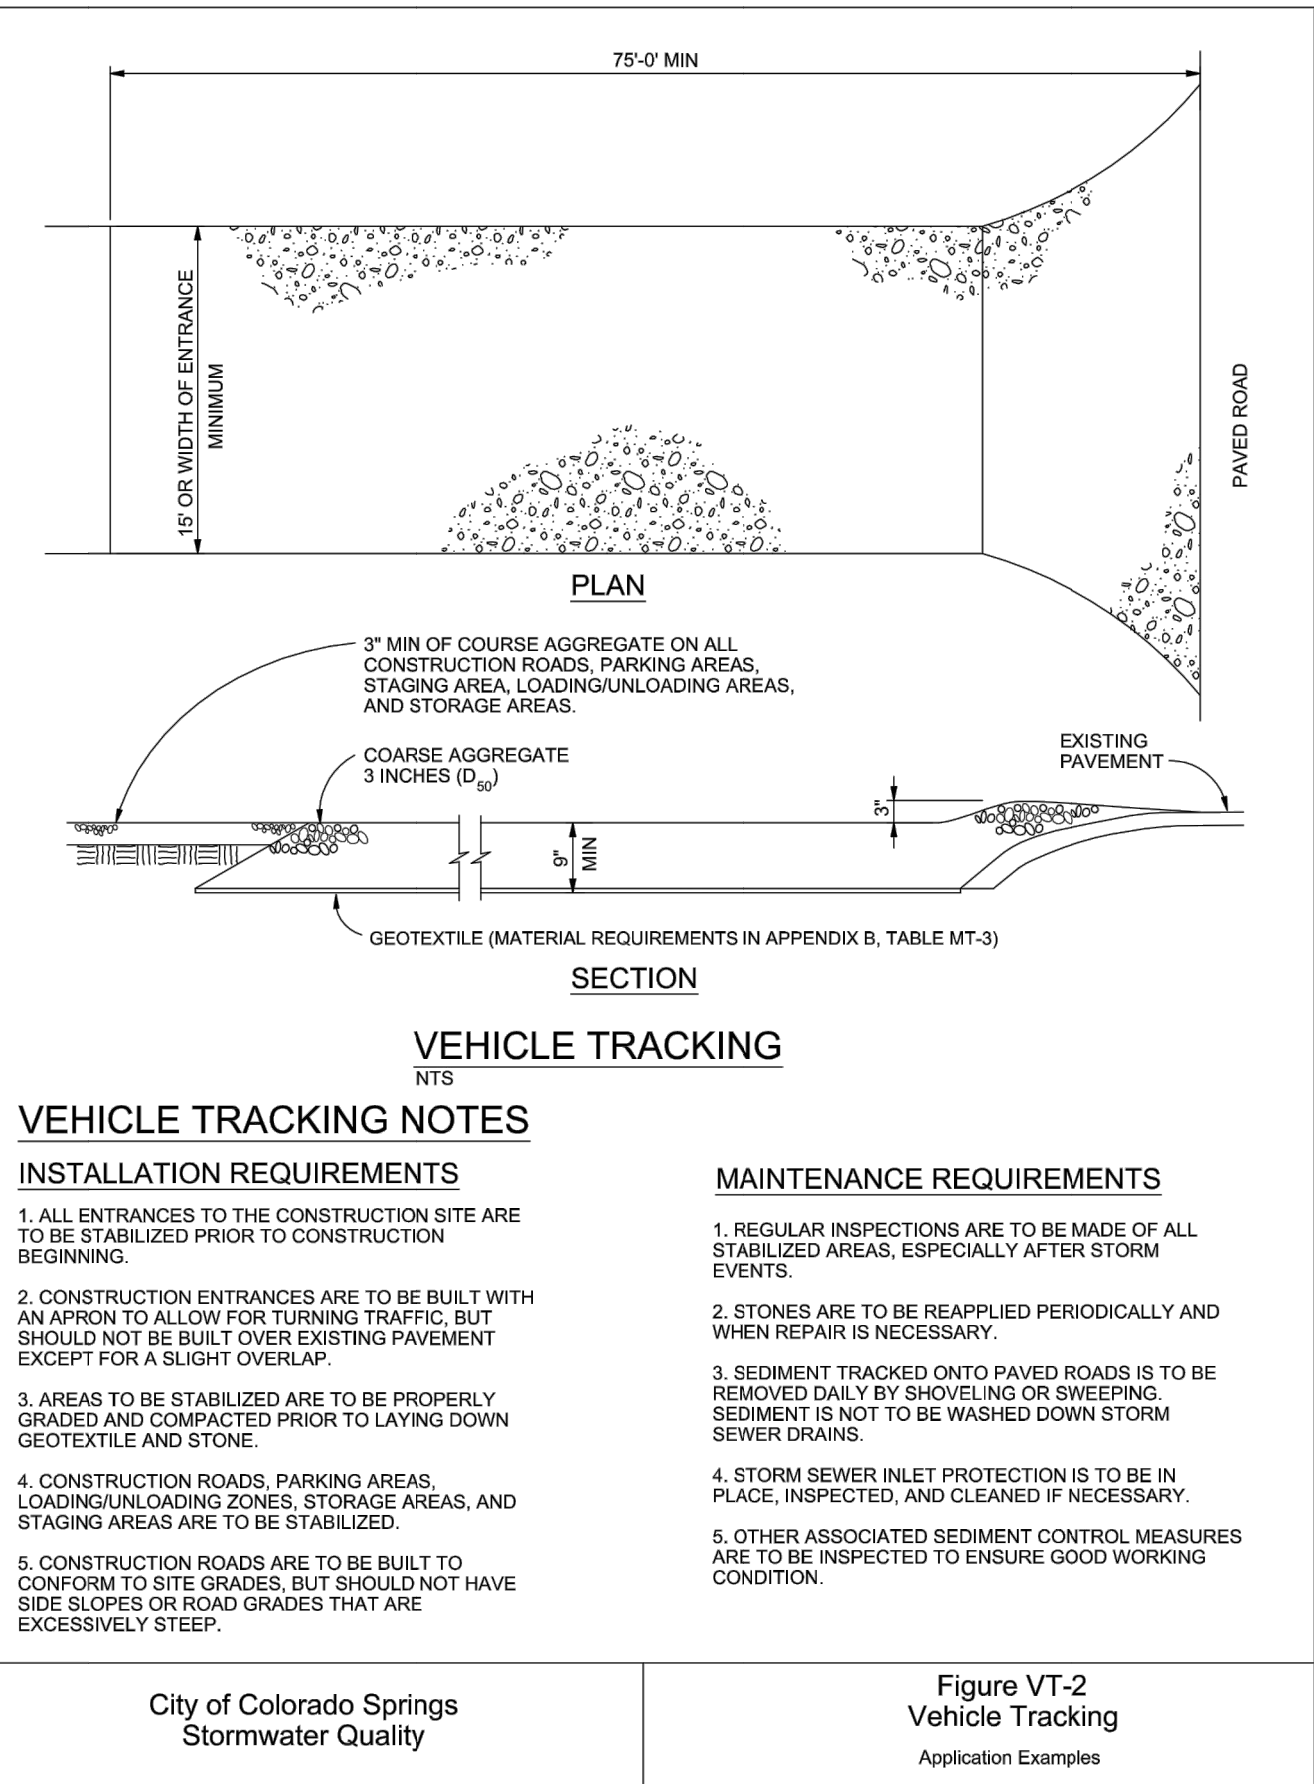 75'-0' MIN
15' OR WIDTH OF ENTRANCE
MINIMUM
PAVED ROAD
PLAN
3" MIN OF COURSE AGGREGATE ON ALL
CONSTRUCTION ROADS, PARKING AREAS,
STAGING AREA, LOADING/UNLOADING AREAS,
AND STORAGE AREAS.
COARSE AGGREGATE
3 INCHES (D50)
EXISTING
PAVEMENT
3"
9"
MIN
GEOTEXTILE (MATERIAL REQUIREMENTS IN APPENDIX B, TABLE MT-3)
SECTION
VEHICLE TRACKING
NTS
VEHICLE TRACKING NOTES
INSTALLATION REQUIREMENTS
1. ALL ENTRANCES TO THE CONSTRUCTION SITE ARE
TO BE STABILIZED PRIOR TO CONSTRUCTION
BEGINNING.
2. CONSTRUCTION ENTRANCES ARE TO BE BUILT WITH
AN APRON TO ALLOW FOR TURNING TRAFFIC, BUT
SHOULD NOT BE BUILT OVER EXISTING PAVEMENT
EXCEPT FOR A SLIGHT OVERLAP.
3. AREAS TO BE STABILIZED ARE TO BE PROPERLY
GRADED AND COMPACTED PRIOR TO LAYING DOWN
GEOTEXTILE AND STONE.
4. CONSTRUCTION ROADS, PARKING AREAS,
LOADING/UNLOADING ZONES, STORAGE AREAS, AND
STAGING AREAS ARE TO BE STABILIZED.
5. CONSTRUCTION ROADS ARE TO BE BUILT TO
CONFORM TO SITE GRADES, BUT SHOULD NOT HAVE
SIDE SLOPES OR ROAD GRADES THAT ARE
EXCESSIVELY STEEP.
MAINTENANCE REQUIREMENTS
1. REGULAR INSPECTIONS ARE TO BE MADE OF ALL
STABILIZED AREAS, ESPECIALLY AFTER STORM
EVENTS.
2. STONES ARE TO BE REAPPLIED PERIODICALLY AND
WHEN REPAIR IS NECESSARY.
3. SEDIMENT TRACKED ONTO PAVED ROADS IS TO BE
REMOVED DAILY BY SHOVELING OR SWEEPING.
SEDIMENT IS NOT TO BE WASHED DOWN STORM
SEWER DRAINS.
4. STORM SEWER INLET PROTECTION IS TO BE IN
PLACE, INSPECTED, AND CLEANED IF NECESSARY.
5. OTHER ASSOCIATED SEDIMENT CONTROL MEASURES
ARE TO BE INSPECTED TO ENSURE GOOD WORKING
CONDITION.
City of Colorado Springs
Stormwater Quality
Figure VT-2
Vehicle Tracking
Application Examples